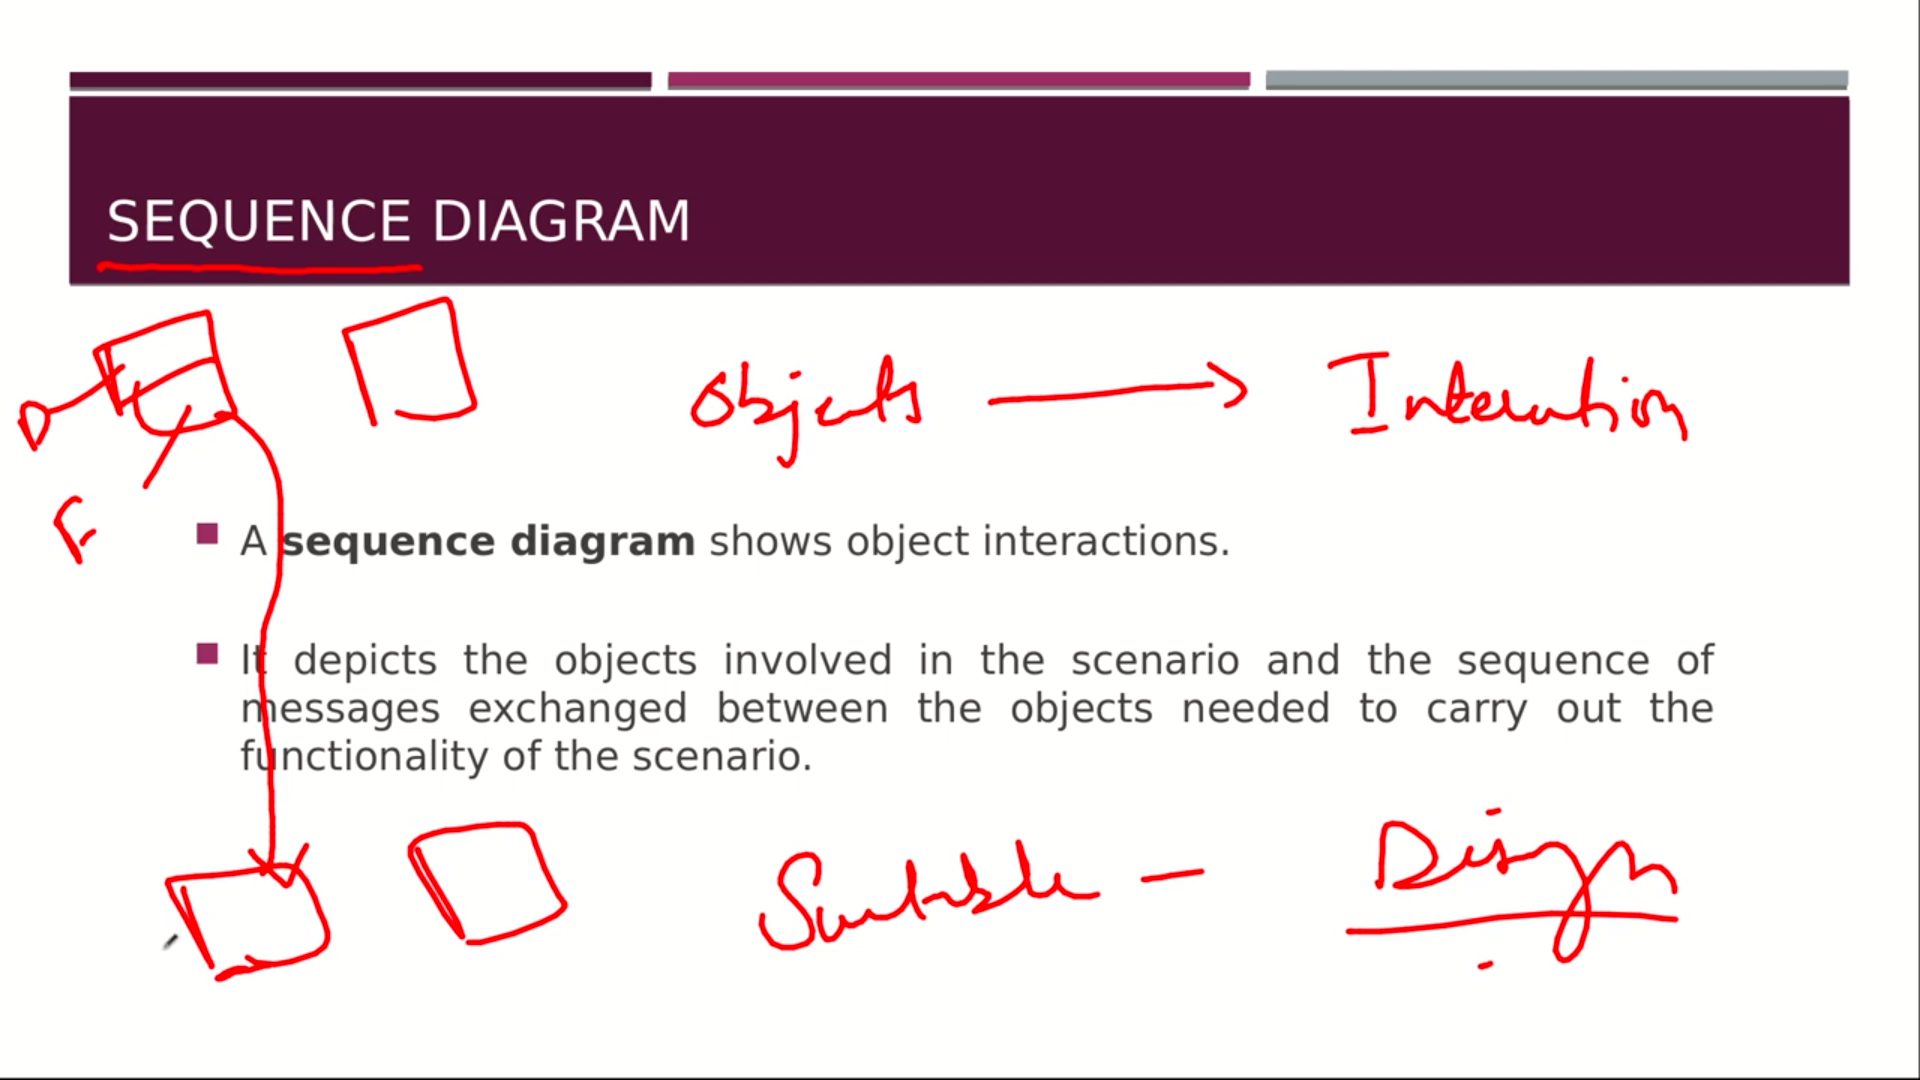 SEQUENCE DIAGRAM
Objects → Interaction
D
F
A sequence diagram shows object interactions.
It depicts the objects involved in the scenario and the sequence of
messages exchanged between the objects needed to carry out the
functionality of the scenario.
Suitable - Design